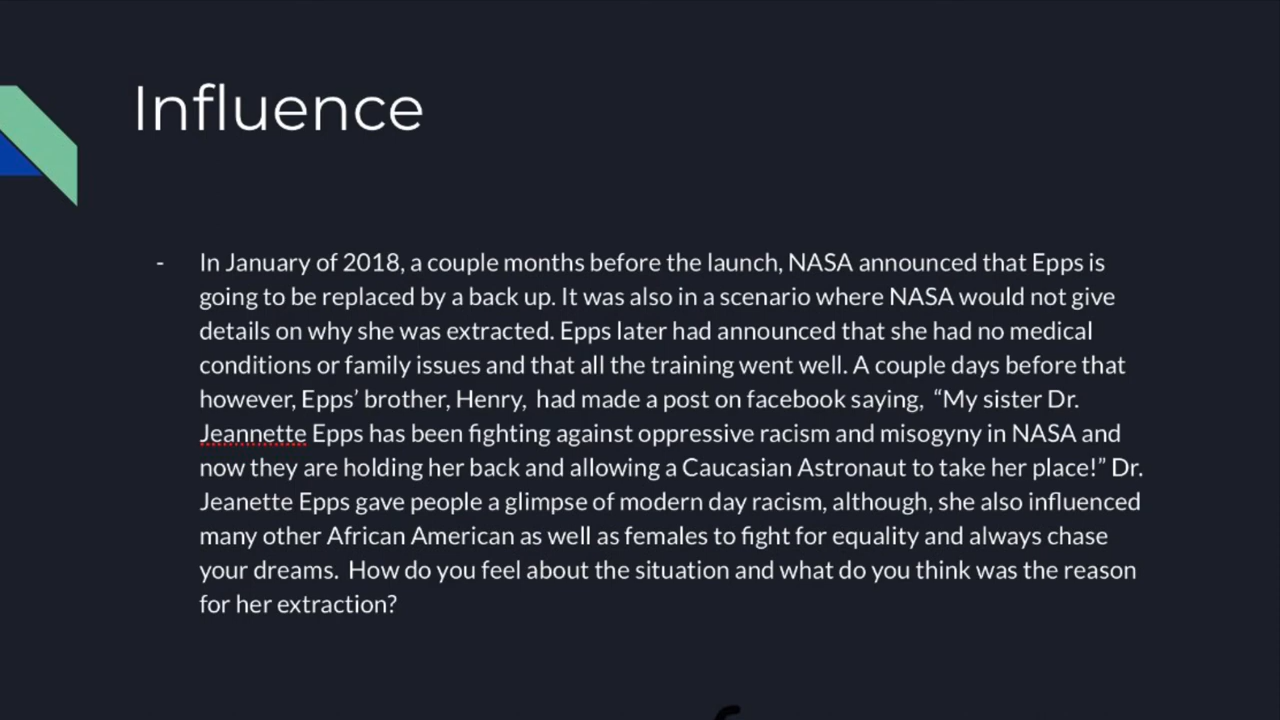 Influence
- In January of 2018, a couple months before the launch, NASA announced that Epps is
going to be replaced by a back up. It was also in a scenario where NASA would not give
details on why she was extracted. Epps later had announced that she had no medical
conditions or family issues and that all the training went well. A couple days before that
however, Epps’ brother, Henry, had made a post on facebook saying, “My sister Dr.
Jeannette Epps has been fighting against oppressive racism and misogyny in NASA and
now they are holding her back and allowing a Caucasian Astronaut to take her place!” Dr.
Jeanette Epps gave people a glimpse of modern day racism, although, she also influenced
many other African American as well as females to fight for equality and always chase
your dreams. How do you feel about the situation and what do you think was the reason
for her extraction?